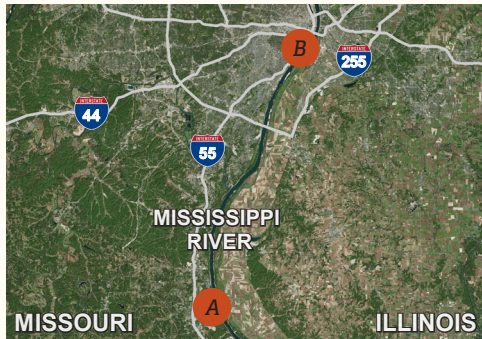 B
INTERSTATE
255
INTERSTATE
44
INTERSTATE
55
MISSISSIPPI
RIVER
A
MISSOURI
ILLINOIS